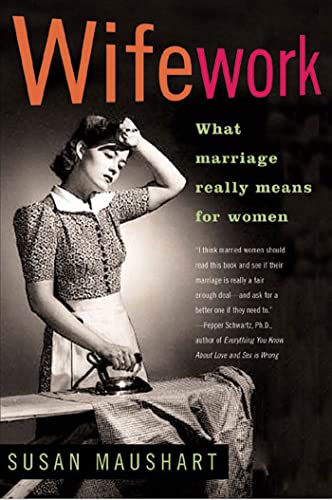 Wifework
What
marriage
really means
for women
"I think married women should
read this book and see if their
marriage is really a fair
enough deal—and ask for a
better one if they need to."
—Pepper Schwartz, Ph.D.,
author of Everything You Know
About Love and Sex is Wrong
SUSAN MAUSHART